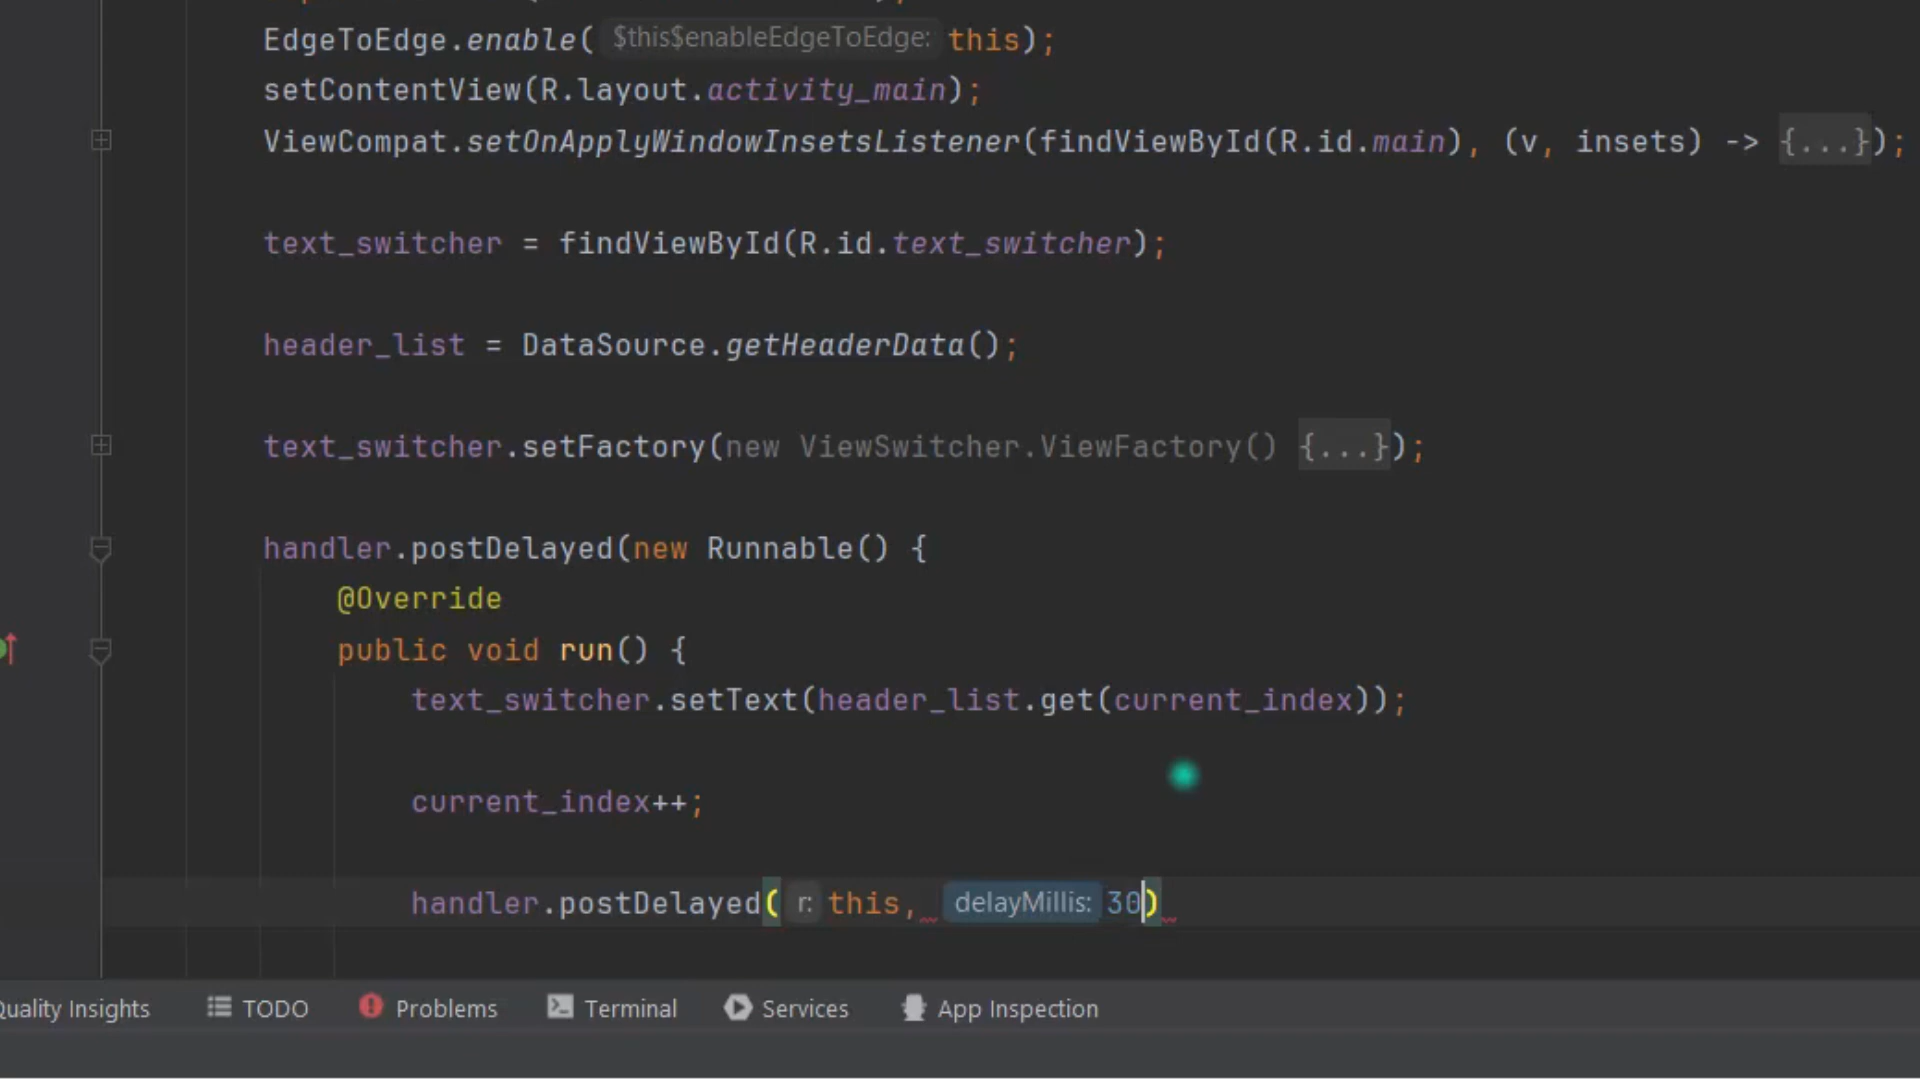 EdgeToEdge.enable( $this$enableEdgeToEdge: this);
setContentView(R.layout.activity_main);
ViewCompat.setOnApplyWindowInsetsListener(findViewById(R.id.main), (v, insets) -> {...});
text_switcher = findViewById(R.id.text_switcher);
header_list = DataSource.getHeaderData();
text_switcher.setFactory(new ViewSwitcher.ViewFactory() {...});
handler.postDelayed(new Runnable() {
@Override
public void run() {
text_switcher.setText(header_list.get(current_index));
current_index++;
handler.postDelayed( r: this, delayMillis: 30)
Quality Insights TODO Problems Terminal Services App Inspection